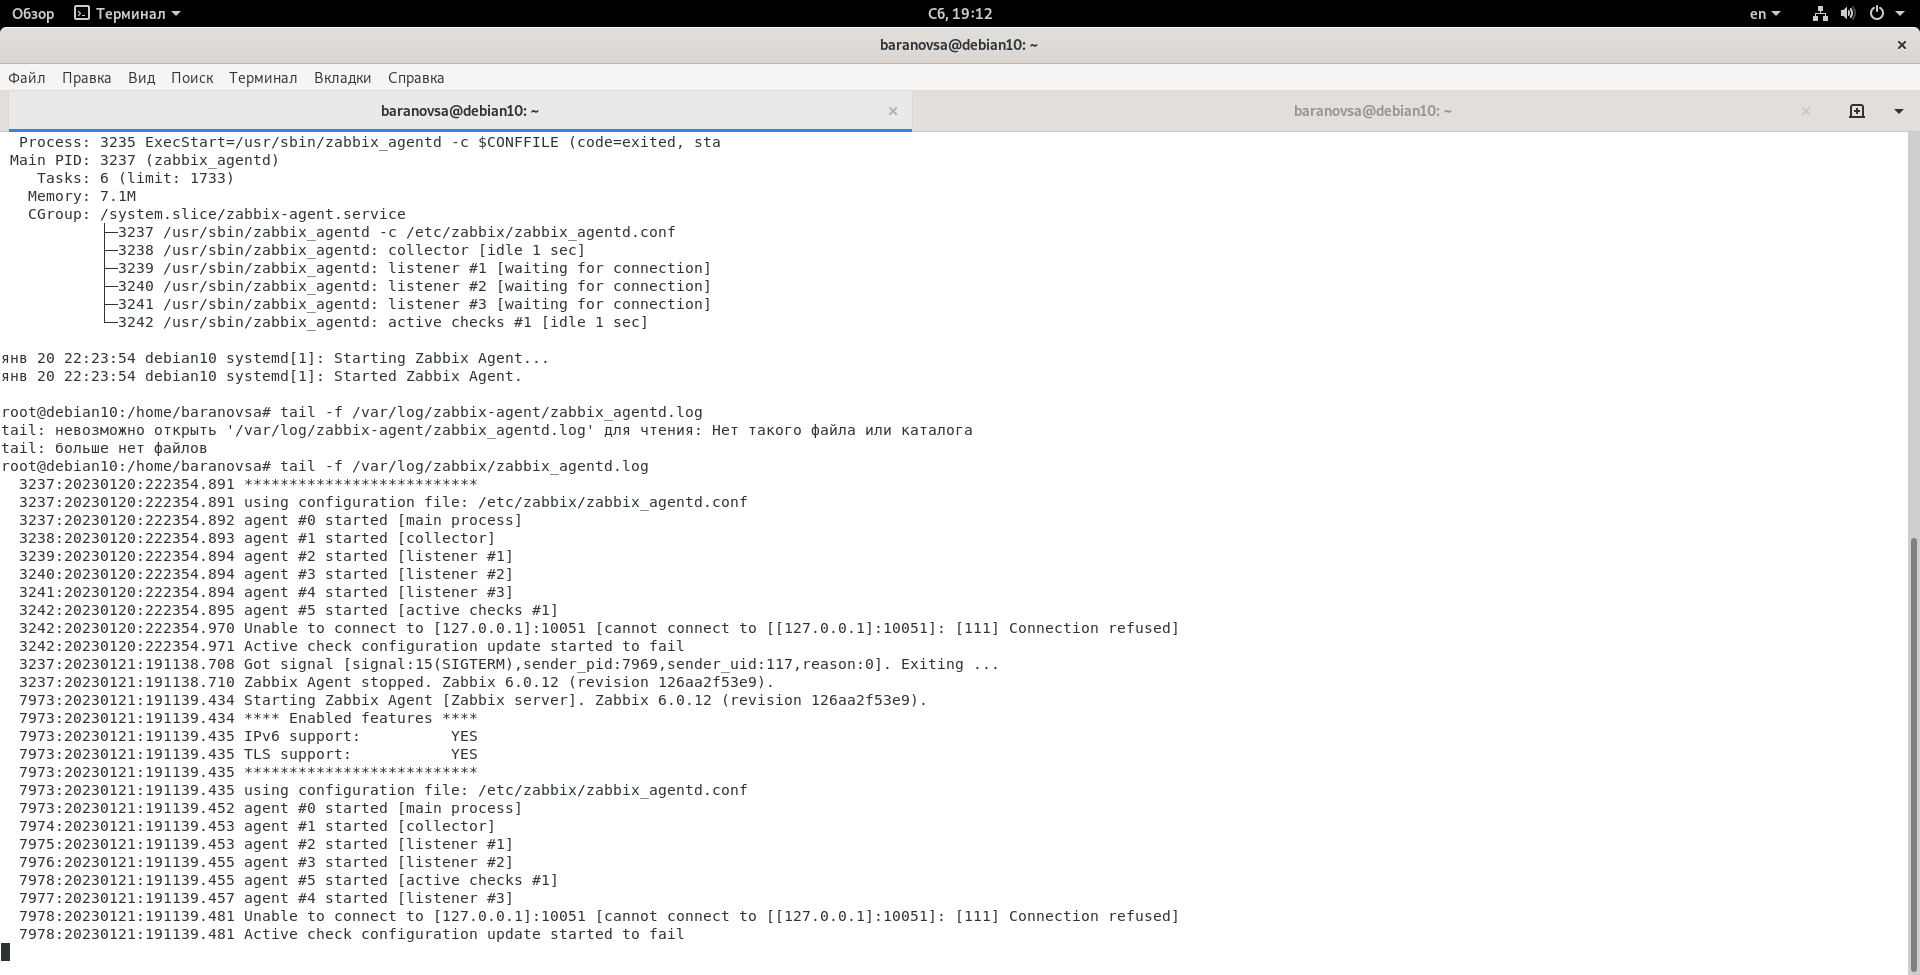 Обзор Терминал Сб, 19:12 en
baranovsa@debian10: ~
Файл Правка Вид Поиск Терминал Вкладки Справка
baranovsa@debian10: ~ baranovsa@debian10: ~
Process: 3235 ExecStart=/usr/sbin/zabbix_agentd -c $CONFFILE (code=exited, sta
Main PID: 3237 (zabbix_agentd)
Tasks: 6 (limit: 1733)
Memory: 7.1M
CGroup: /system.slice/zabbix-agent.service
├─3237 /usr/sbin/zabbix_agentd -c /etc/zabbix/zabbix_agentd.conf
├─3238 /usr/sbin/zabbix_agentd: collector [idle 1 sec]
├─3239 /usr/sbin/zabbix_agentd: listener #1 [waiting for connection]
├─3240 /usr/sbin/zabbix_agentd: listener #2 [waiting for connection]
├─3241 /usr/sbin/zabbix_agentd: listener #3 [waiting for connection]
└─3242 /usr/sbin/zabbix_agentd: active checks #1 [idle 1 sec]
янв 20 22:23:54 debian10 systemd[1]: Starting Zabbix Agent...
янв 20 22:23:54 debian10 systemd[1]: Started Zabbix Agent.
root@debian10:/home/baranovsa# tail -f /var/log/zabbix-agent/zabbix_agentd.log
tail: невозможно открыть '/var/log/zabbix-agent/zabbix_agentd.log' для чтения: Нет такого файла или каталога
tail: больше нет файлов
root@debian10:/home/baranovsa# tail -f /var/log/zabbix/zabbix_agentd.log
3237:20230120:222354.891 **************************
3237:20230120:222354.891 using configuration file: /etc/zabbix/zabbix_agentd.conf
3237:20230120:222354.892 agent #0 started [main process]
3238:20230120:222354.893 agent #1 started [collector]
3239:20230120:222354.894 agent #2 started [listener #1]
3240:20230120:222354.894 agent #3 started [listener #2]
3241:20230120:222354.894 agent #4 started [listener #3]
3242:20230120:222354.895 agent #5 started [active checks #1]
3242:20230120:222354.970 Unable to connect to [127.0.0.1]:10051 [cannot connect to [[127.0.0.1]:10051]: [111] Connection refused]
3242:20230120:222354.971 Active check configuration update started to fail
3237:20230121:191138.708 Got signal [signal:15(SIGTERM),sender_pid:7969,sender_uid:117,reason:0]. Exiting ...
3237:20230121:191138.710 Zabbix Agent stopped. Zabbix 6.0.12 (revision 126aa2f53e9).
7973:20230121:191139.434 Starting Zabbix Agent [Zabbix server]. Zabbix 6.0.12 (revision 126aa2f53e9).
7973:20230121:191139.434 **** Enabled features ****
7973:20230121:191139.435 IPv6 support:          YES
7973:20230121:191139.435 TLS support:           YES
7973:20230121:191139.435 **************************
7973:20230121:191139.435 using configuration file: /etc/zabbix/zabbix_agentd.conf
7973:20230121:191139.452 agent #0 started [main process]
7974:20230121:191139.453 agent #1 started [collector]
7975:20230121:191139.453 agent #2 started [listener #1]
7976:20230121:191139.455 agent #3 started [listener #2]
7978:20230121:191139.455 agent #5 started [active checks #1]
7977:20230121:191139.457 agent #4 started [listener #3]
7978:20230121:191139.481 Unable to connect to [127.0.0.1]:10051 [cannot connect to [[127.0.0.1]:10051]: [111] Connection refused]
7978:20230121:191139.481 Active check configuration update started to fail